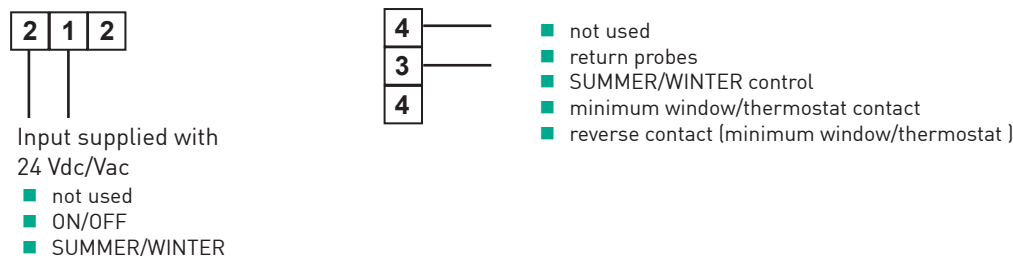 2 1 2
Input supplied with
24 Vdc/Vac
not used
ON/OFF
SUMMER/WINTER
4
3
4
not used
return probes
SUMMER/WINTER control
minimum window/thermostat contact
reverse contact (minimum window/thermostat )